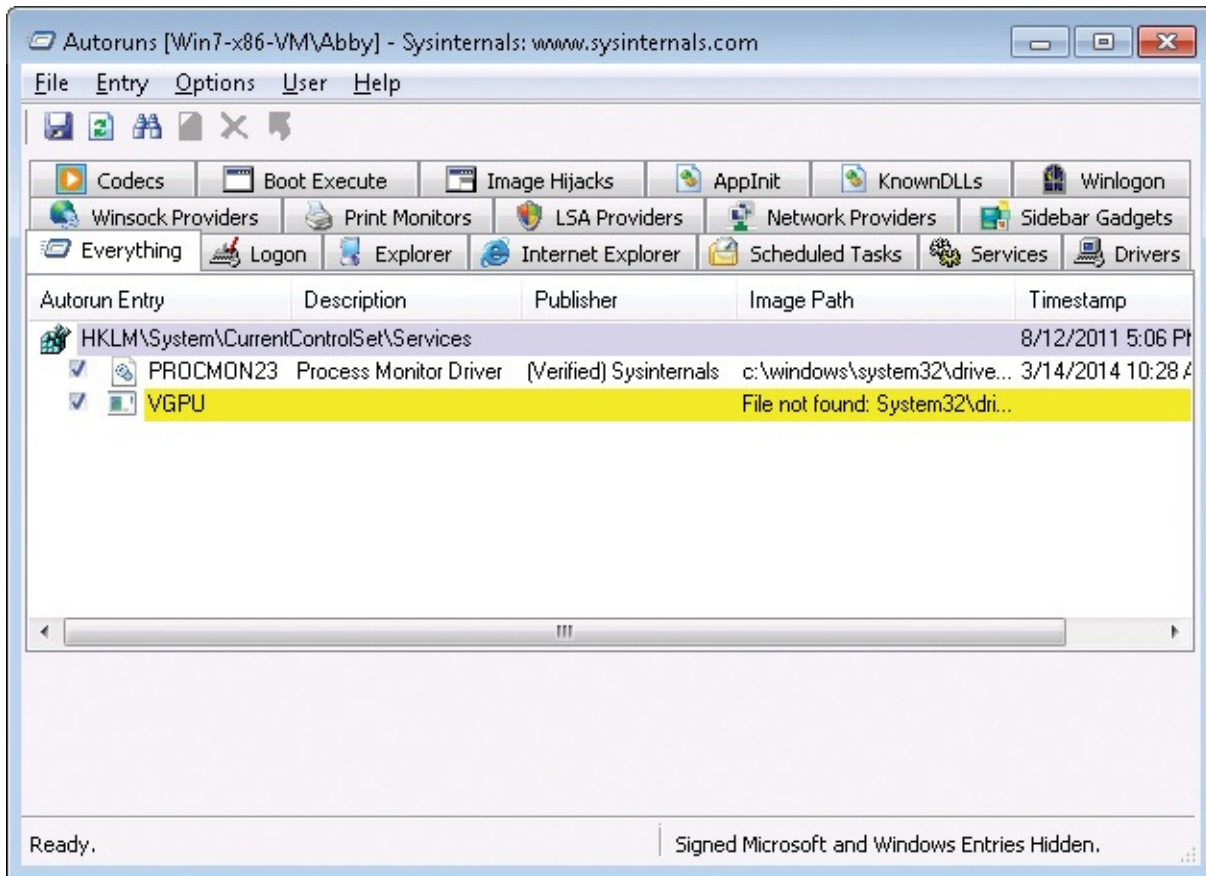 Autoruns [Win7-x86-VM\Abby] - Sysinternals: www.sysinternals.com
File Entry Options User Help
Codecs Boot Execute Image Hijacks AppInit KnownDLLs Winlogon
Winsock Providers Print Monitors LSA Providers Network Providers Sidebar Gadgets
Everything Logon Explorer Internet Explorer Scheduled Tasks Services Drivers
Autorun Entry Description Publisher Image Path Timestamp
HKLM\System\CurrentControlSet\Services 8/12/2011 5:06 P
PROCMON23 Process Monitor Driver (Verified) Sysinternals c:\windows\system32\drive... 3/14/2014 10:28 A
VGPU File not found: System32\dri...
Ready. Signed Microsoft and Windows Entries Hidden.